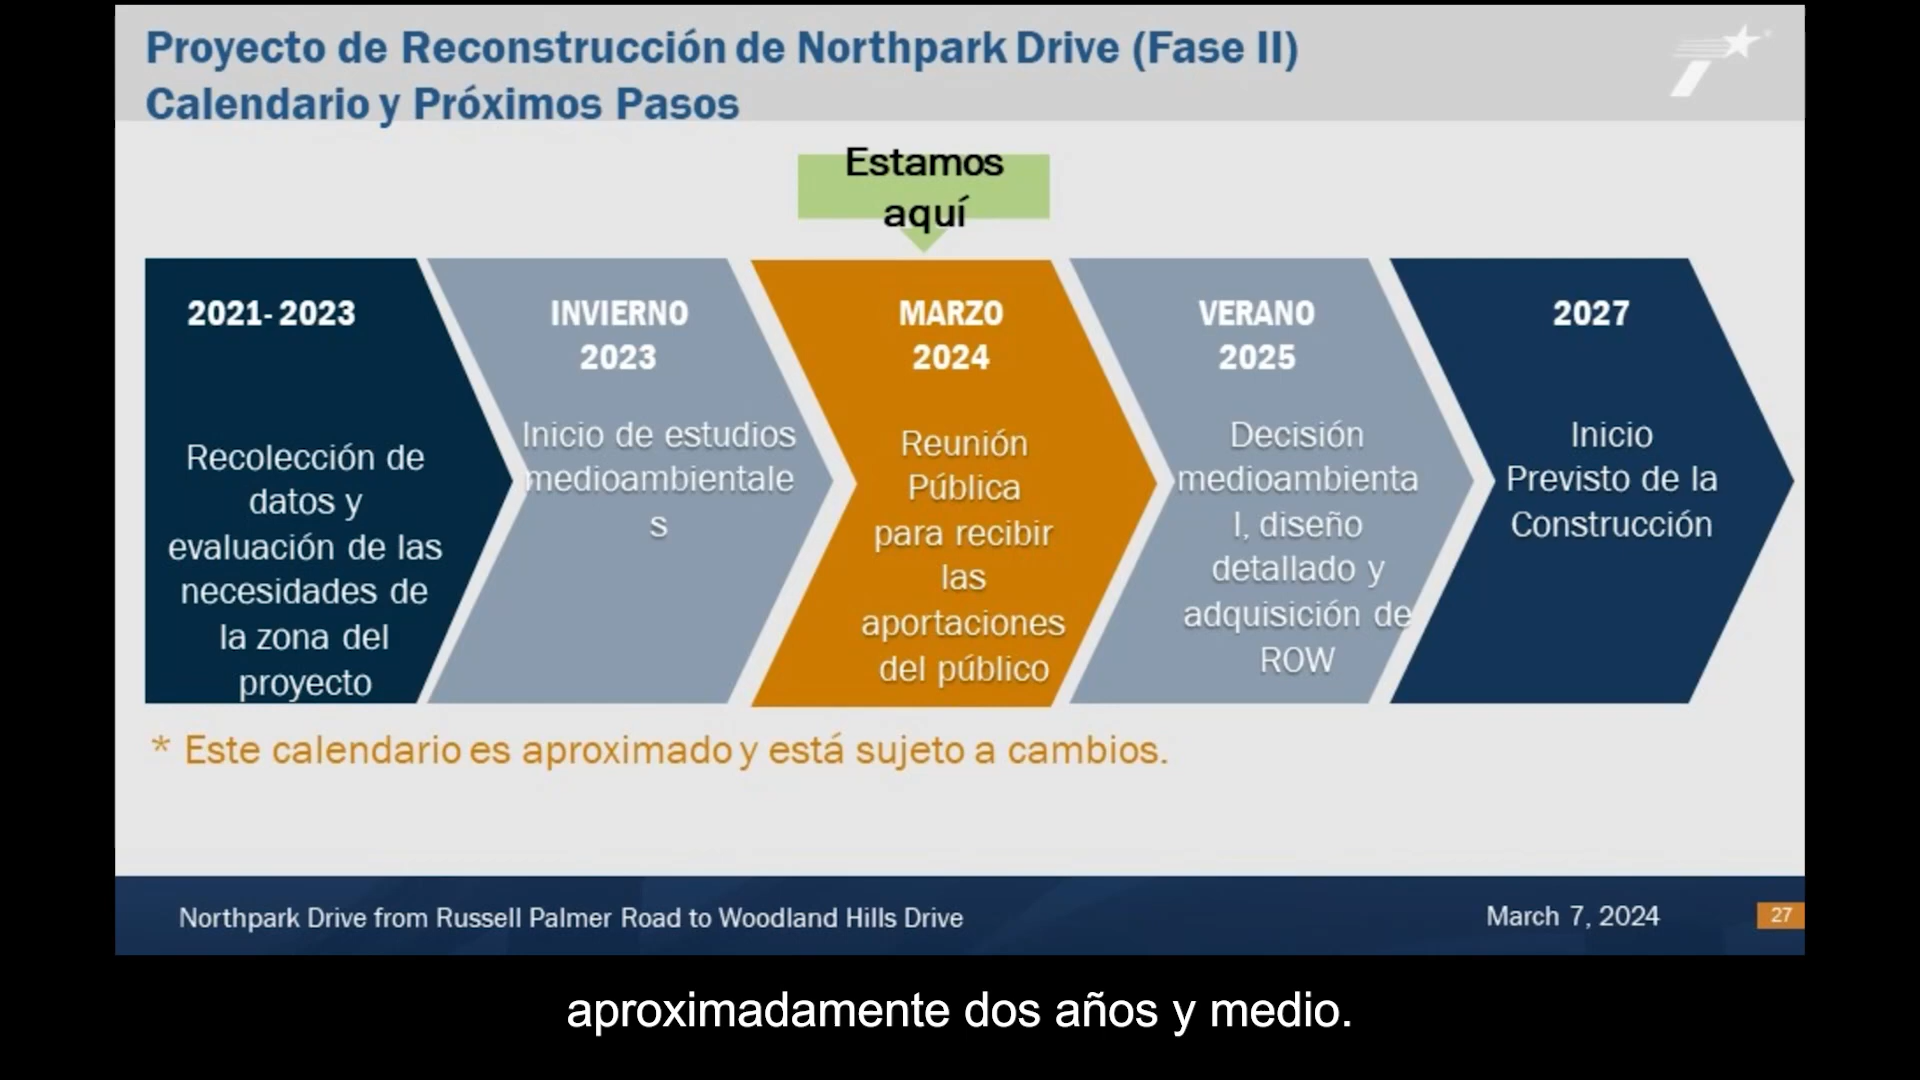 Proyecto de Reconstrucción de Northpark Drive (Fase II)
Calendario y Próximos Pasos
Estamos
aquí
2021- 2023
Recolección de
datos y
evaluación de las
necesidades de
la zona del
proyecto
INVIERNO
2023
Inicio de estudios
medioambientale
s
MARZO
2024
Reunión
Pública
para recibir
las
aportaciones
del público
VERANO
2025
Decisión
medioambienta
l, diseño
detallado y
adquisición de
ROW
2027
Inicio
Previsto de la
Construcción
* Este calendario es aproximado y está sujeto a cambios.
Northpark Drive from Russell Palmer Road to Woodland Hills Drive
March 7, 2024
27
aproximadamente dos años y medio.